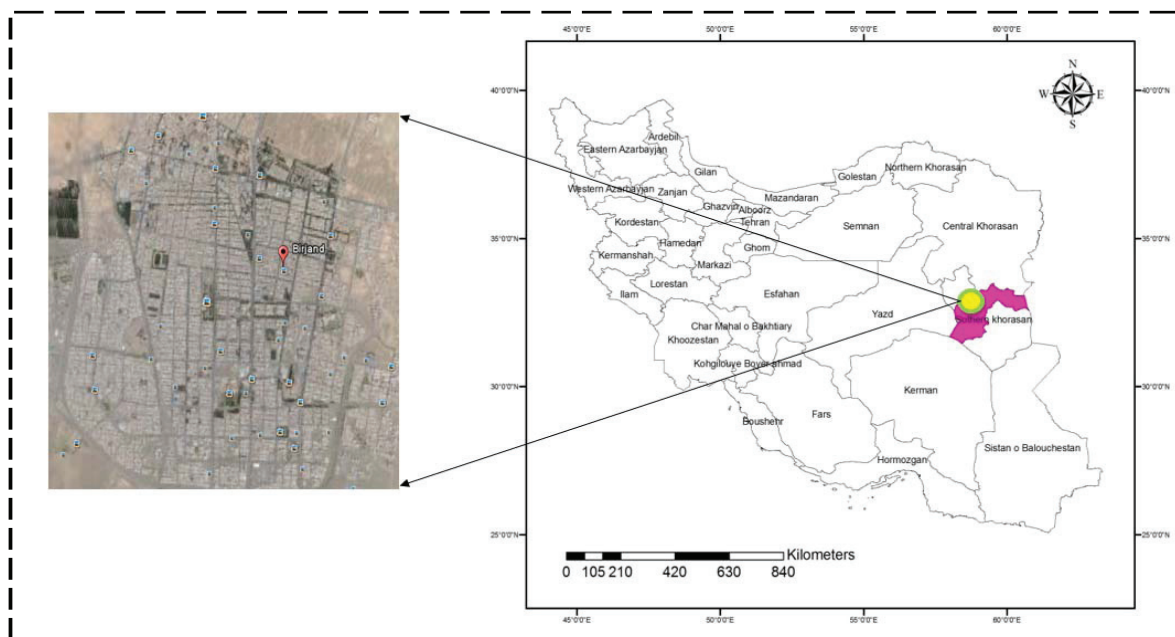 45°0'0"E 50°0'0"E 55°0'0"E 60°0'0"E
N
W E
S
40°0'0"N 40°0'0"N
Ardebil
Eastern Azarbayjan
Gilan
Northern Khorasan
Golestan
Western Azarbayjan
Zanjan
Mazandaran
Ghazvin
Alboorz
Tehran
Semnan
Central Khorasan
Kordestan
35°0'0"N 35°0'0"N
Hamedan
Ghom
Kermanshah
Markazi
Birjand
Lorestan
Ilam
Esfahan
Yazd
khorasan
Char Mahal o Bakhtiary
Khoozestan
Kohgilouye Boyer-ahmad
30°0'0"N 30°0'0"N
Kerman
Boushehr
Fars
Sistan o Balouchestan
Hormozgan
25°0'0"N 25°0'0"N
Kilometers
0 105 210 420 630 840
45°0'0"E 50°0'0"E 55°0'0"E 60°0'0"E